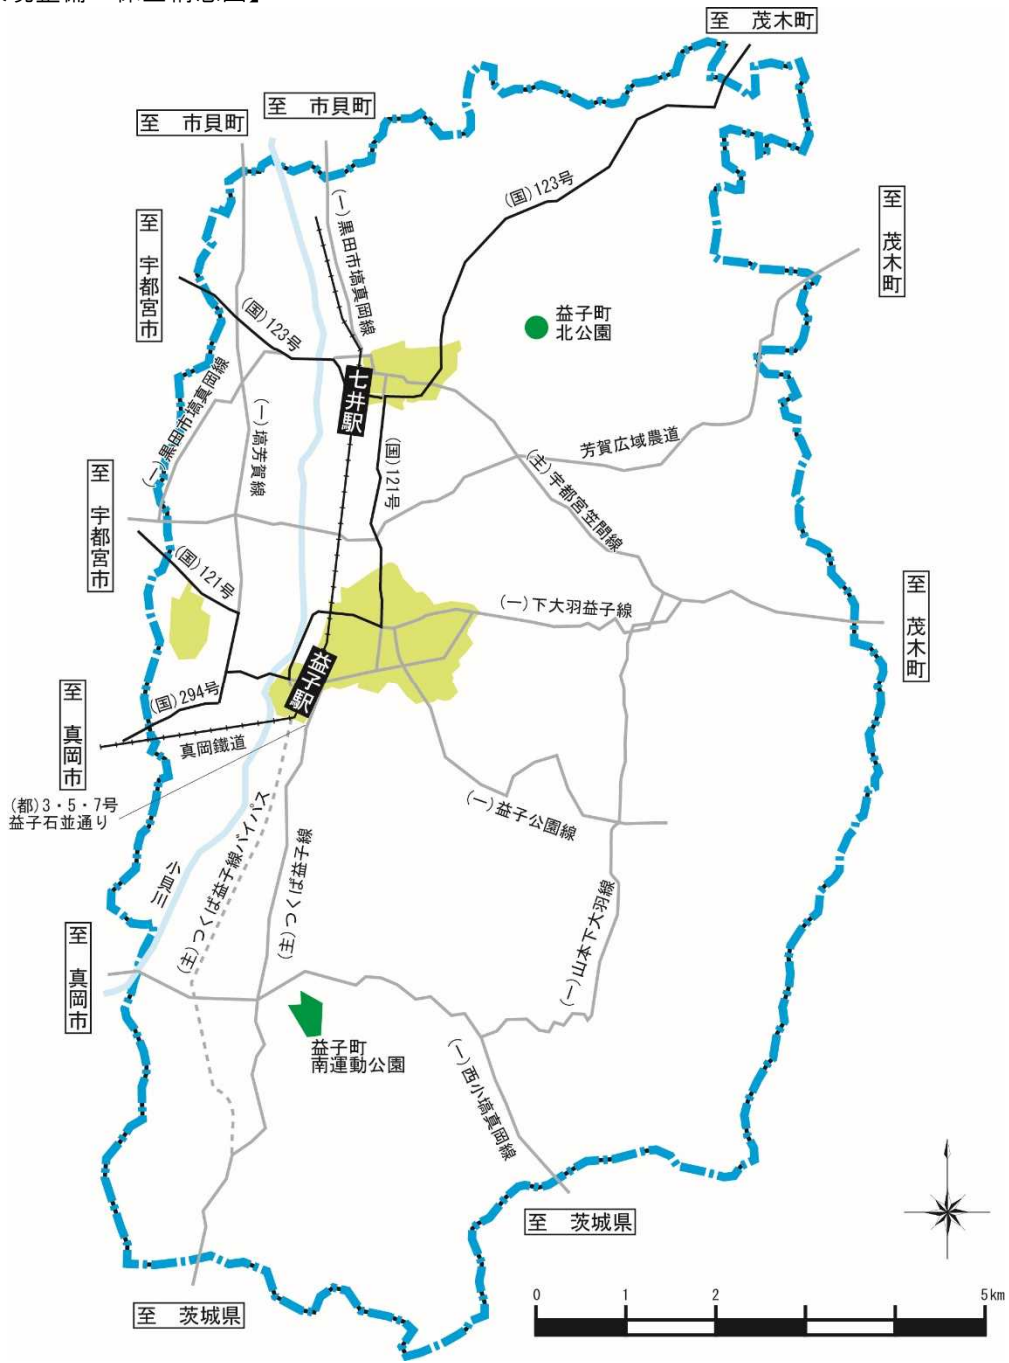 至 茂木町
至 市貝町
至 市貝町
(国)123号
至 茂木町
(一)黒田市塙真岡線
至 宇都宮市
益子町
北公園
(国)123号
七井駅
(一)黒田市塙真岡線
(一)塙芳賀線
(国)121号
芳賀広域農道
(主)宇都宮笠間線
至 宇都宮市
(国)121号
(一)下大羽益子線
至 茂木町
益子駅
(国)294号
至 真岡市
真岡鐵道
(都)3・5・7号
益子石並通り
(一)益子公園線
小貝川
(主)つくば益子線バイパス
(主)つくば益子線
(一)山本下大羽線
至 真岡市
益子町
南運動公園
(一)西小塙真岡線
至 茨城県
至 茨城県
0 1 2 5km